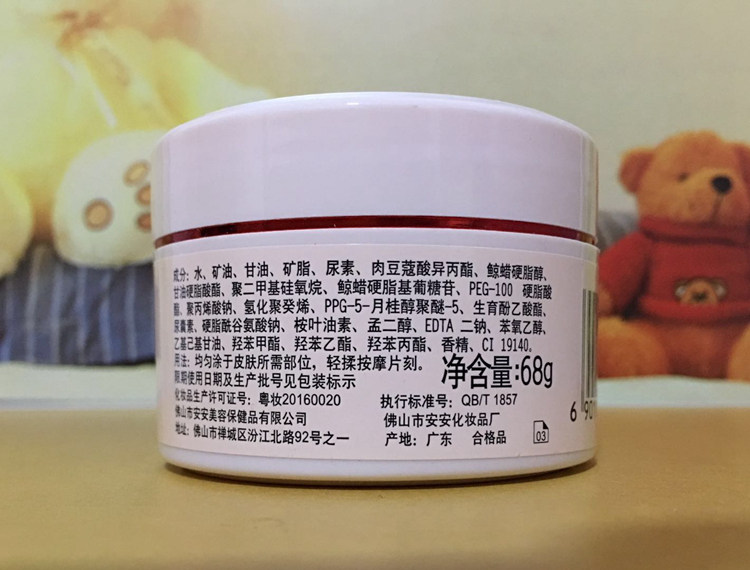 成分：水、矿油、甘油、矿脂、尿素、肉豆蔻酸异丙酯、鲸蜡硬脂醇、
甘油硬脂酸酯、聚二甲基硅氧烷、鲸蜡硬脂基葡糖苷、PEG-100 硬脂酸
酯、聚丙烯酸钠、氢化聚癸烯、PPG-5-月桂醇聚醚-5、生育酚乙酸酯、
尿囊素、硬脂酰谷氨酸钠、桉叶油素、孟二醇、EDTA 二钠、苯氧乙醇、
乙基己基甘油、羟苯甲酯、羟苯乙酯、羟苯丙酯、香精、CI 19140。
用法：均匀涂于皮肤所需部位，轻揉按摩片刻。
净含量:68g
限期使用日期及生产批号见包装标示
化妆品生产许可证号：粤妆20160020 执行标准号：QB/T 1857
佛山市安安美容保健品有限公司 佛山市安安化妆品厂
地址：佛山市禅城区汾江北路92号之一 产地：广东 合格品
03
6 901